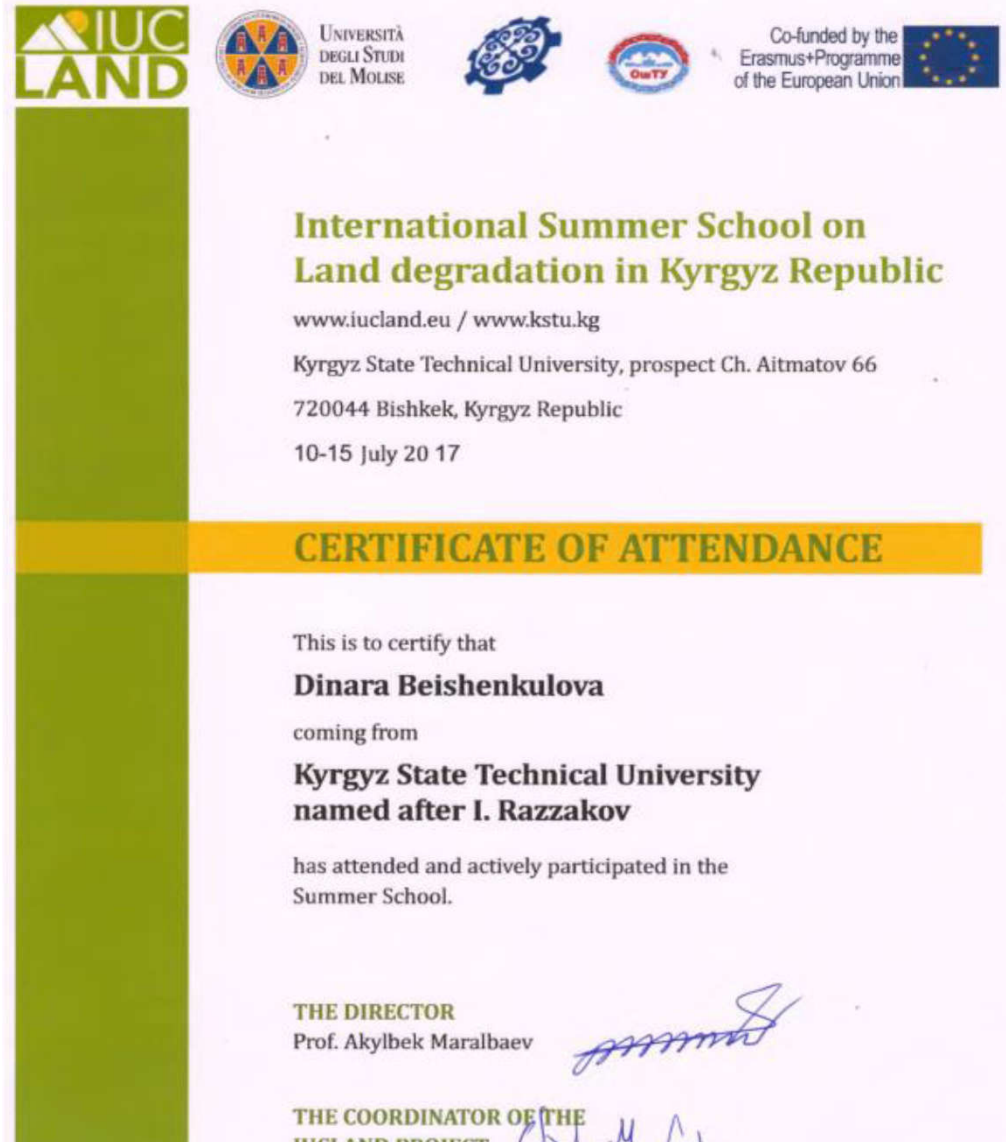 IUC
LAND
UNIVERSITÀ
DEGLI STUDI
DEL MOLISE
ОшТУ
Co-funded by the
Erasmus+Programme
of the European Union
International Summer School on
Land degradation in Kyrgyz Republic
www.iucland.eu / www.kstu.kg
Kyrgyz State Technical University, prospect Ch. Aitmatov 66
720044 Bishkek, Kyrgyz Republic
10-15 July 20 17
CERTIFICATE OF ATTENDANCE
This is to certify that
Dinara Beishenkulova
coming from
Kyrgyz State Technical University
named after I. Razzakov
has attended and actively participated in the
Summer School.
THE DIRECTOR
Prof. Akylbek Maralbaev
THE COORDINATOR OF THE
IUCLAND PROJECT